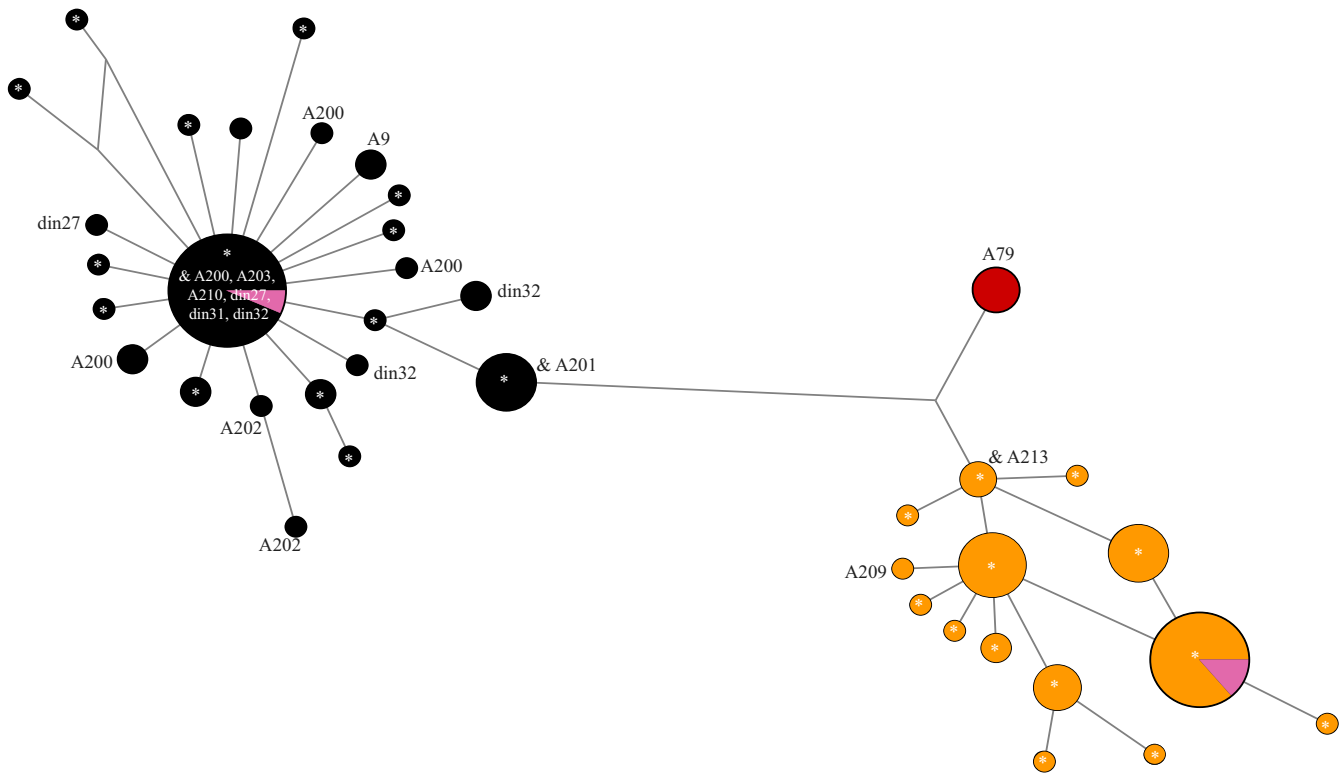 *
*
*
*
A200
A9
*
*
din27
*
*
& A200, A203,
A210, din27,
din31, din32
A200
A79
*
din32
*
A200
*
din32
& A201
*
*
*
A202
*
& A213
*
*
*
A202
*
*
A209
*
*
*
*
*
*
*
*